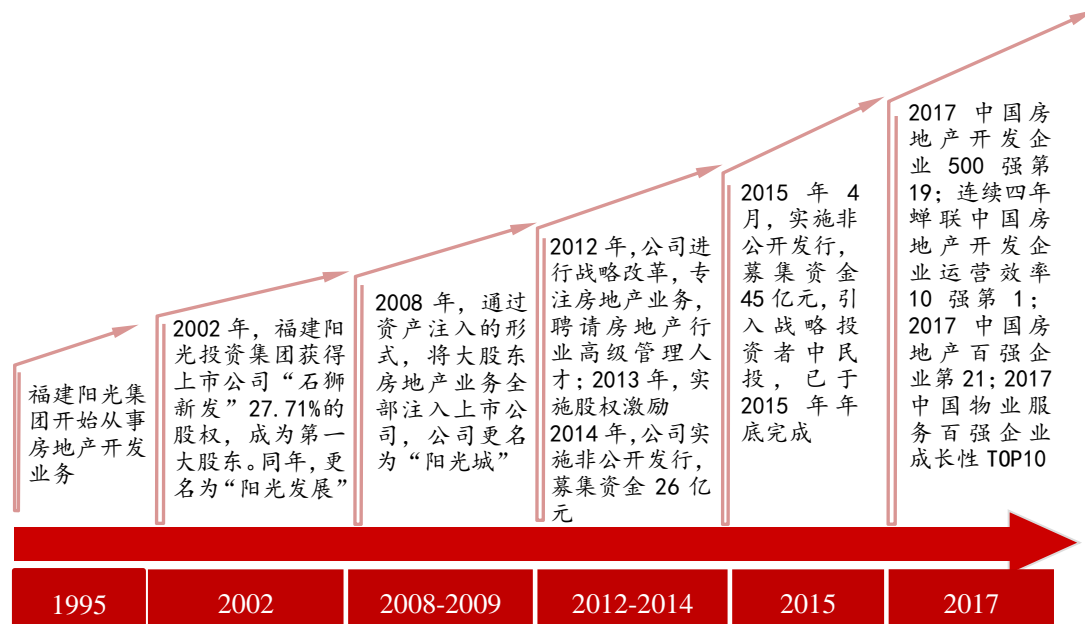 福建阳光集
团开始从事
房地产开发
业务
2002 年，福建阳
光投资集团获得
上市公司“石狮
新发”27.71%的
股权，成为第一
大股东。同年，更
名为“阳光发展”
2008 年，通过
资产注入的形
式，将大股东
房地产业务全
部注入上市公
司，公司更名
为“阳光城”
2012 年，公司进
行战略改革，专
注房地产业务，
聘请房地产行
业高级管理人
才；2013 年，实
施股权激励
2014 年，公司实
施非公开发行，
募集资金 26 亿
元
2015 年 4
月，实施非
公开发行，
募集资金
45 亿元，引
入战略投
资者中民
投，已于
2015 年年
底完成
2017 中国房
地产开发企
业 500 强第
19；连续四年
蝉联中国房
地产开发企
业运营效率
10 强第 1；
2017 中国房
地产百强企
业第 21；2017
中国物业服
务百强企业
成长性 TOP10
1995
2002
2008-2009
2012-2014
2015
2017